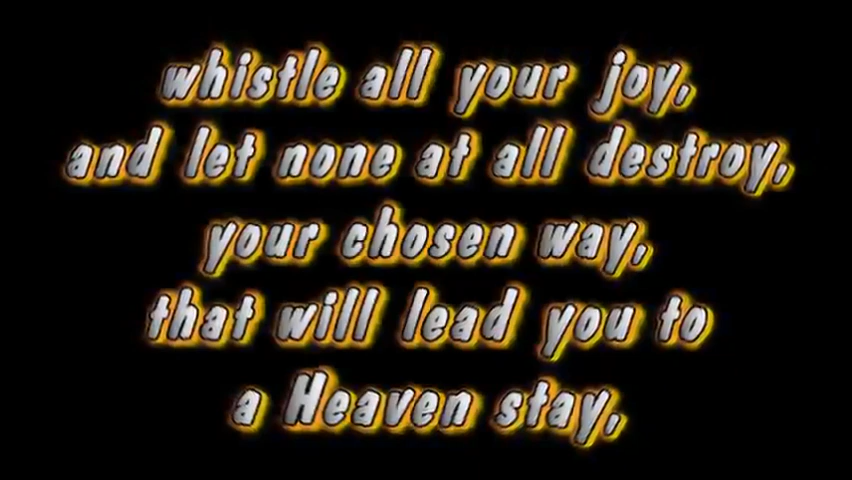 whistle all your joy,
and let none at all destroy,
your chosen way,
that will lead you to
a Heaven stay,